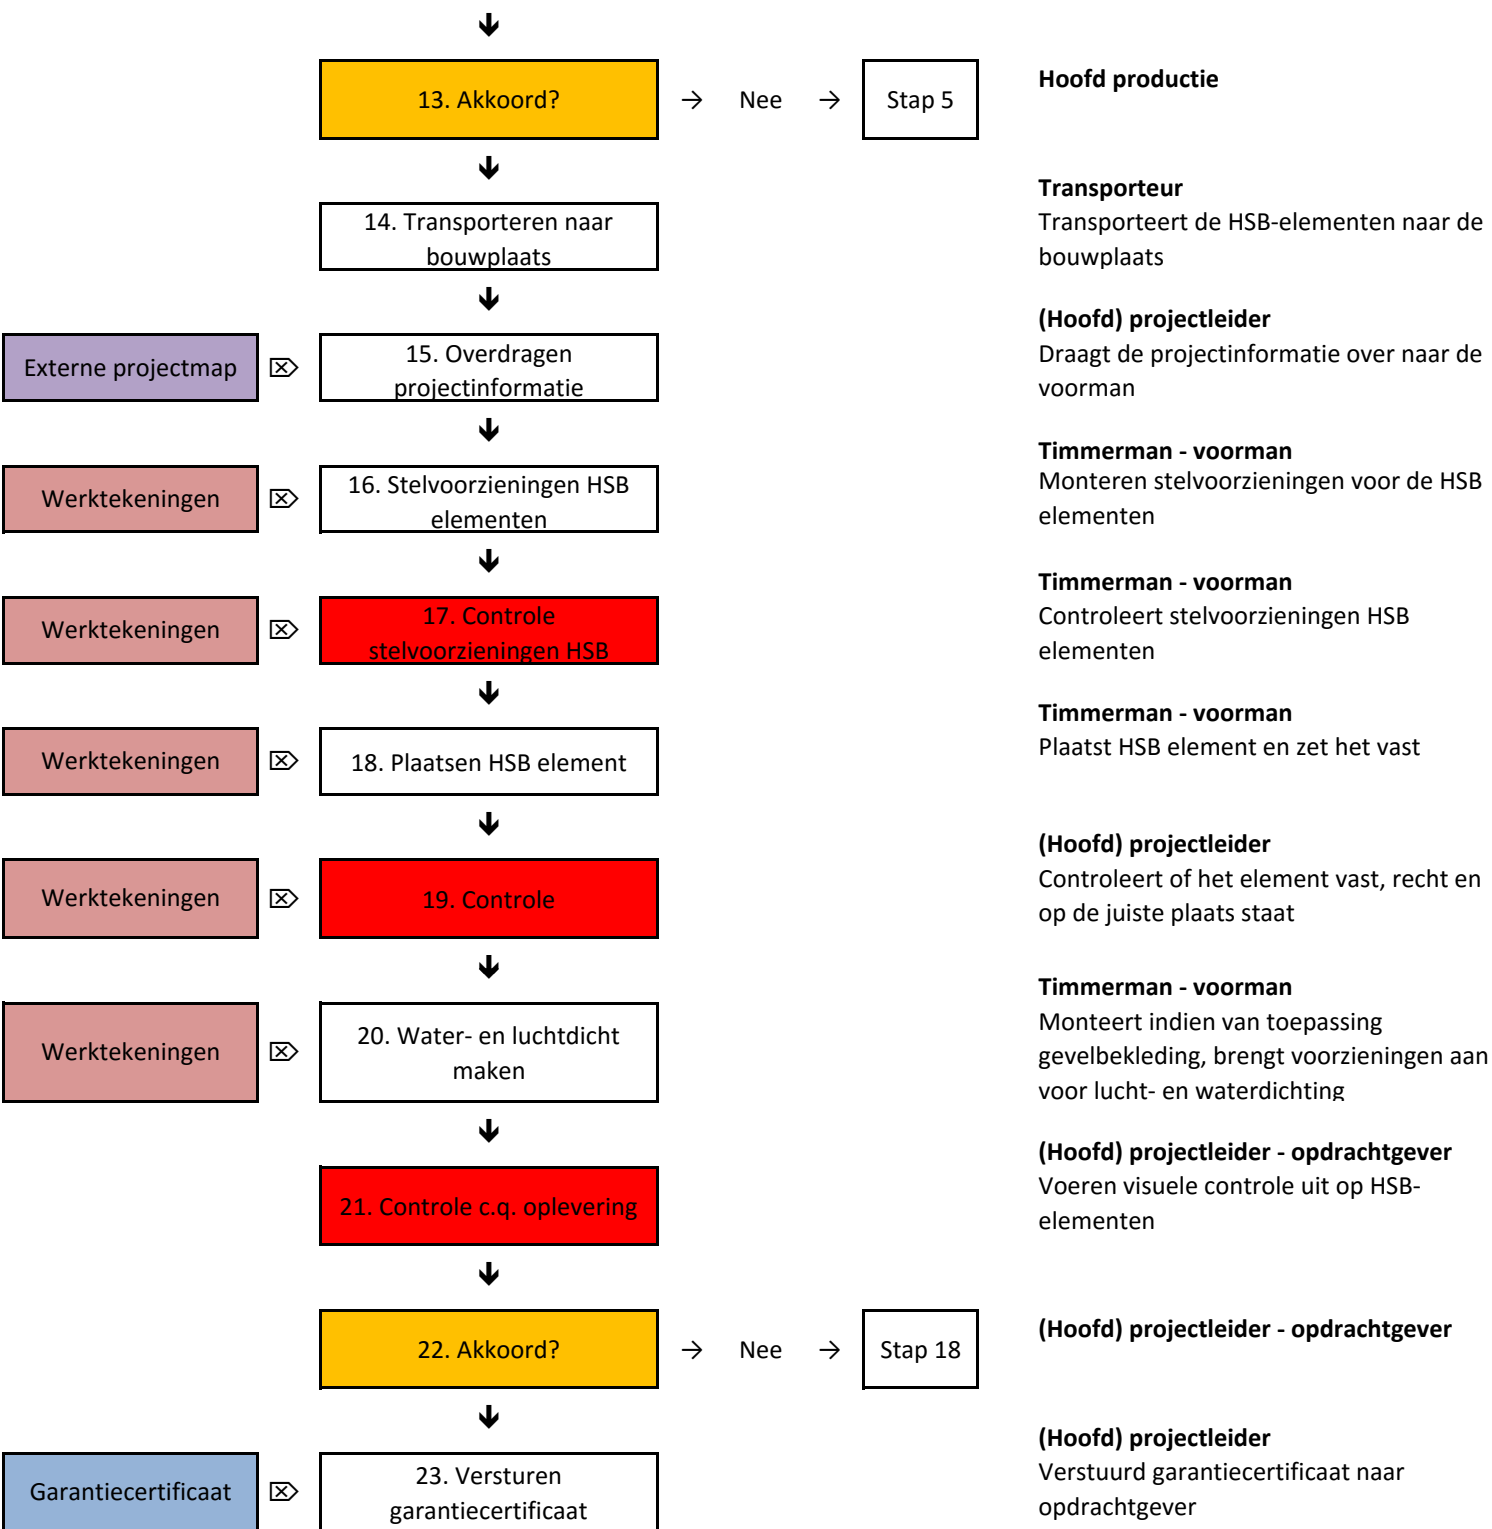 13. Akkoord?
→ Nee →
Stap 5
Hoofd productie
14. Transporteren naar
bouwplaats
Transporteur
Transporteert de HSB-elementen naar de
bouwplaats
Externe projectmap
15. Overdragen
projectinformatie
(Hoofd) projectleider
Draagt de projectinformatie over naar de
voorman
Werktekeningen
16. Stelvoorzieningen HSB
elementen
Timmerman - voorman
Monteren stelvoorzieningen voor de HSB
elementen
Werktekeningen
17. Controle
stelvoorzieningen HSB
Timmerman - voorman
Controleert stelvoorzieningen HSB
elementen
Werktekeningen
18. Plaatsen HSB element
Timmerman - voorman
Plaatst HSB element en zet het vast
Werktekeningen
19. Controle
(Hoofd) projectleider
Controleert of het element vast, recht en
op de juiste plaats staat
Werktekeningen
20. Water- en luchtdicht
maken
Timmerman - voorman
Monteert indien van toepassing
gevelbekleding, brengt voorzieningen aan
voor lucht- en waterdichting
21. Controle c.q. oplevering
(Hoofd) projectleider - opdrachtgever
Voeren visuele controle uit op HSB-
elementen
22. Akkoord?
→ Nee →
Stap 18
(Hoofd) projectleider - opdrachtgever
Garantiecertificaat
23. Versturen
garantiecertificaat
(Hoofd) projectleider
Verstuurd garantiecertificaat naar
opdrachtgever